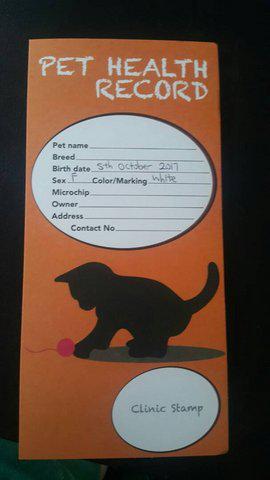 PET HEALTH
RECORD
Pet name
Breed
Birth date 5th October 2017
Sex F Color/Marking White
Microchip
Owner
Address
Contact No
Clinic Stamp